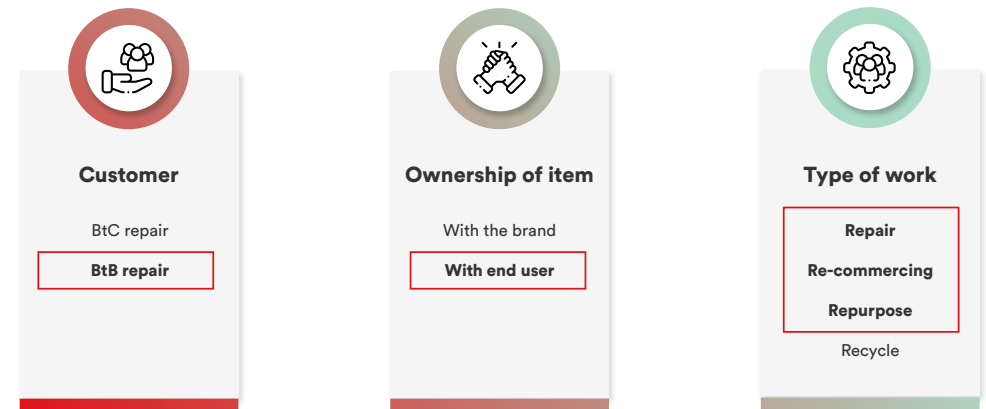 Customer
BtC repair
BtB repair
Ownership of item
With the brand
With end user
Type of work
Repair
Re-commercing
Repurpose
Recycle